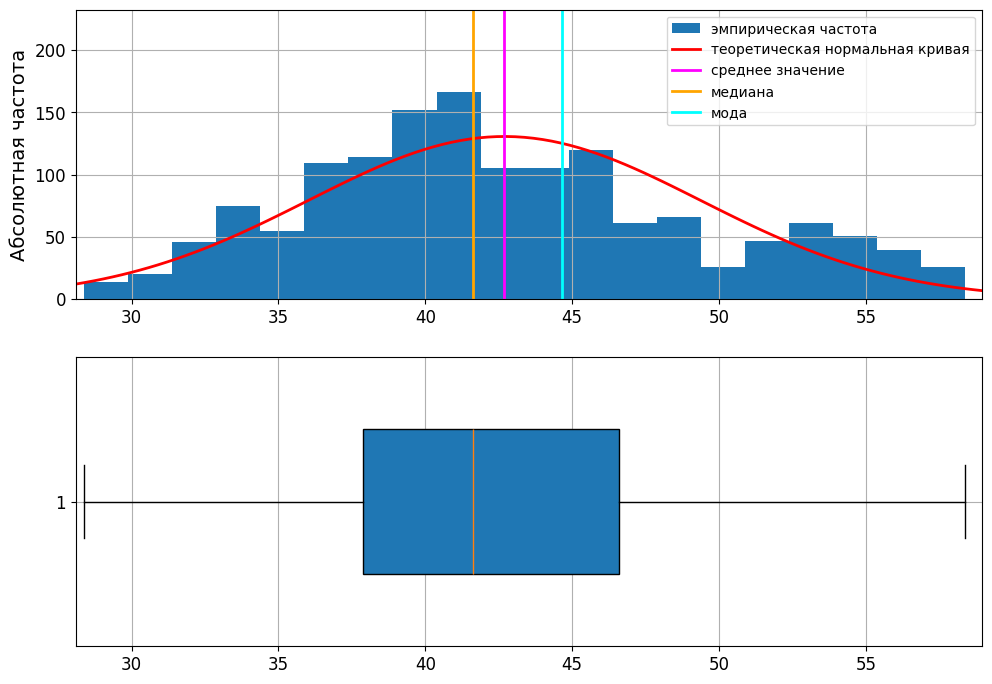 эмпирическая частота
теоретическая нормальная кривая
среднее значение
медиана
мода
Абсолютная частота
200
150
100
50
0
30 35 40 45 50 55
1
30 35 40 45 50 55